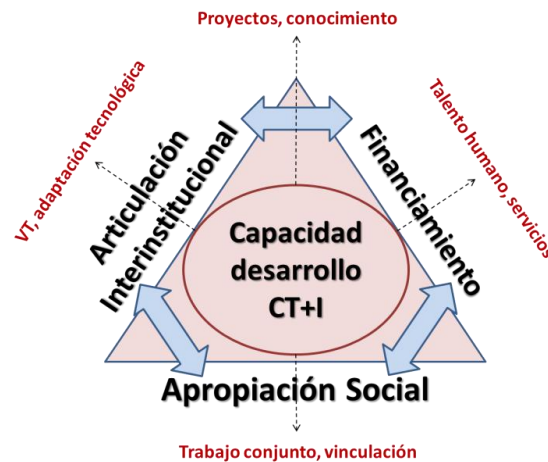 Proyectos, conocimiento
VT, adaptación tecnológica
Articulación
Interinstitucional
Financiamiento
Talento humano, servicios
Capacidad
desarrollo
CT+I
Apropiación Social
Trabajo conjunto, vinculación